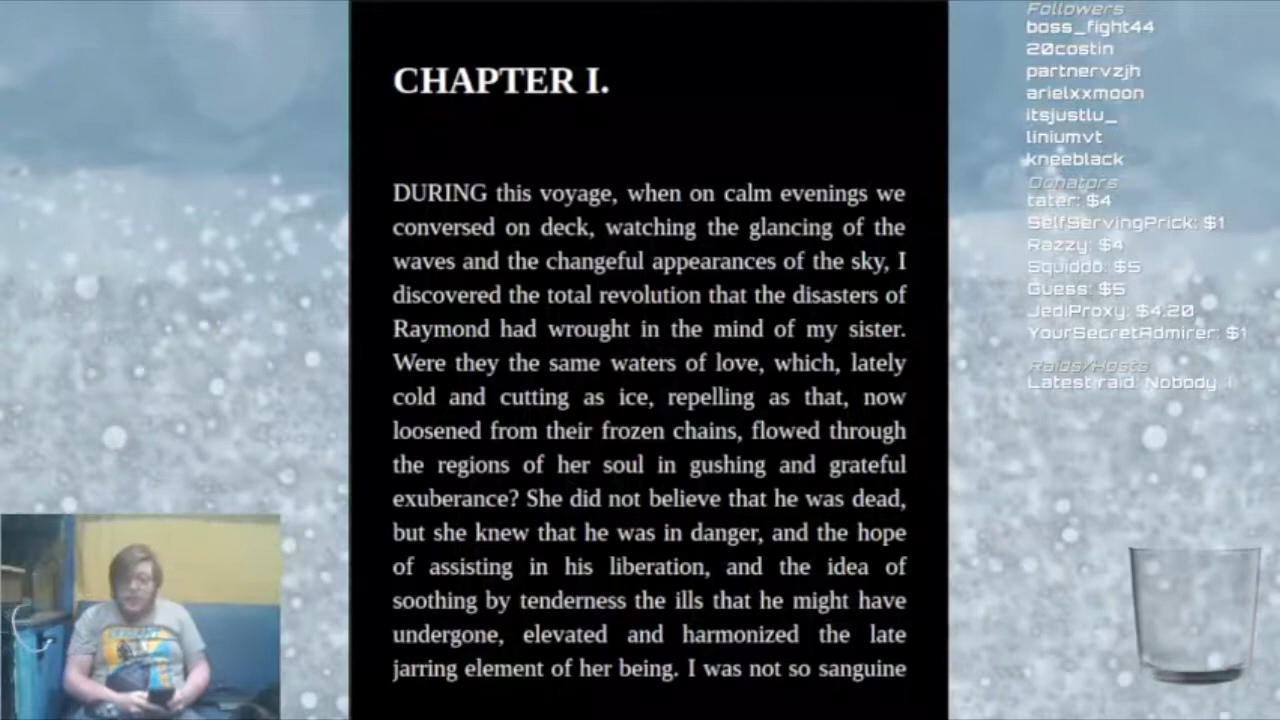 CHAPTER I.
DURING this voyage, when on calm evenings we
conversed on deck, watching the glancing of the
waves and the changeful appearances of the sky, I
discovered the total revolution that the disasters of
Raymond had wrought in the mind of my sister.
Were they the same waters of love, which, lately
cold and cutting as ice, repelling as that, now
loosened from their frozen chains, flowed through
the regions of her soul in gushing and grateful
exuberance? She did not believe that he was dead,
but she knew that he was in danger, and the hope
of assisting in his liberation, and the idea of
soothing by tenderness the ills that he might have
undergone, elevated and harmonized the late
jarring element of her being. I was not so sanguine
Followers
boss_fight44
20costin
partnervzjh
arielxxmoon
itsjustlu_
liniumvt
kneeblack
Donators
tater: $4
SelfServingPrick: $1
Razzy: $4
Squiddo: $5
Guess: $5
JediProxy: $4.20
YourSecretAdmirer: $1
Raids/Hosts
Latest raid: Nobody